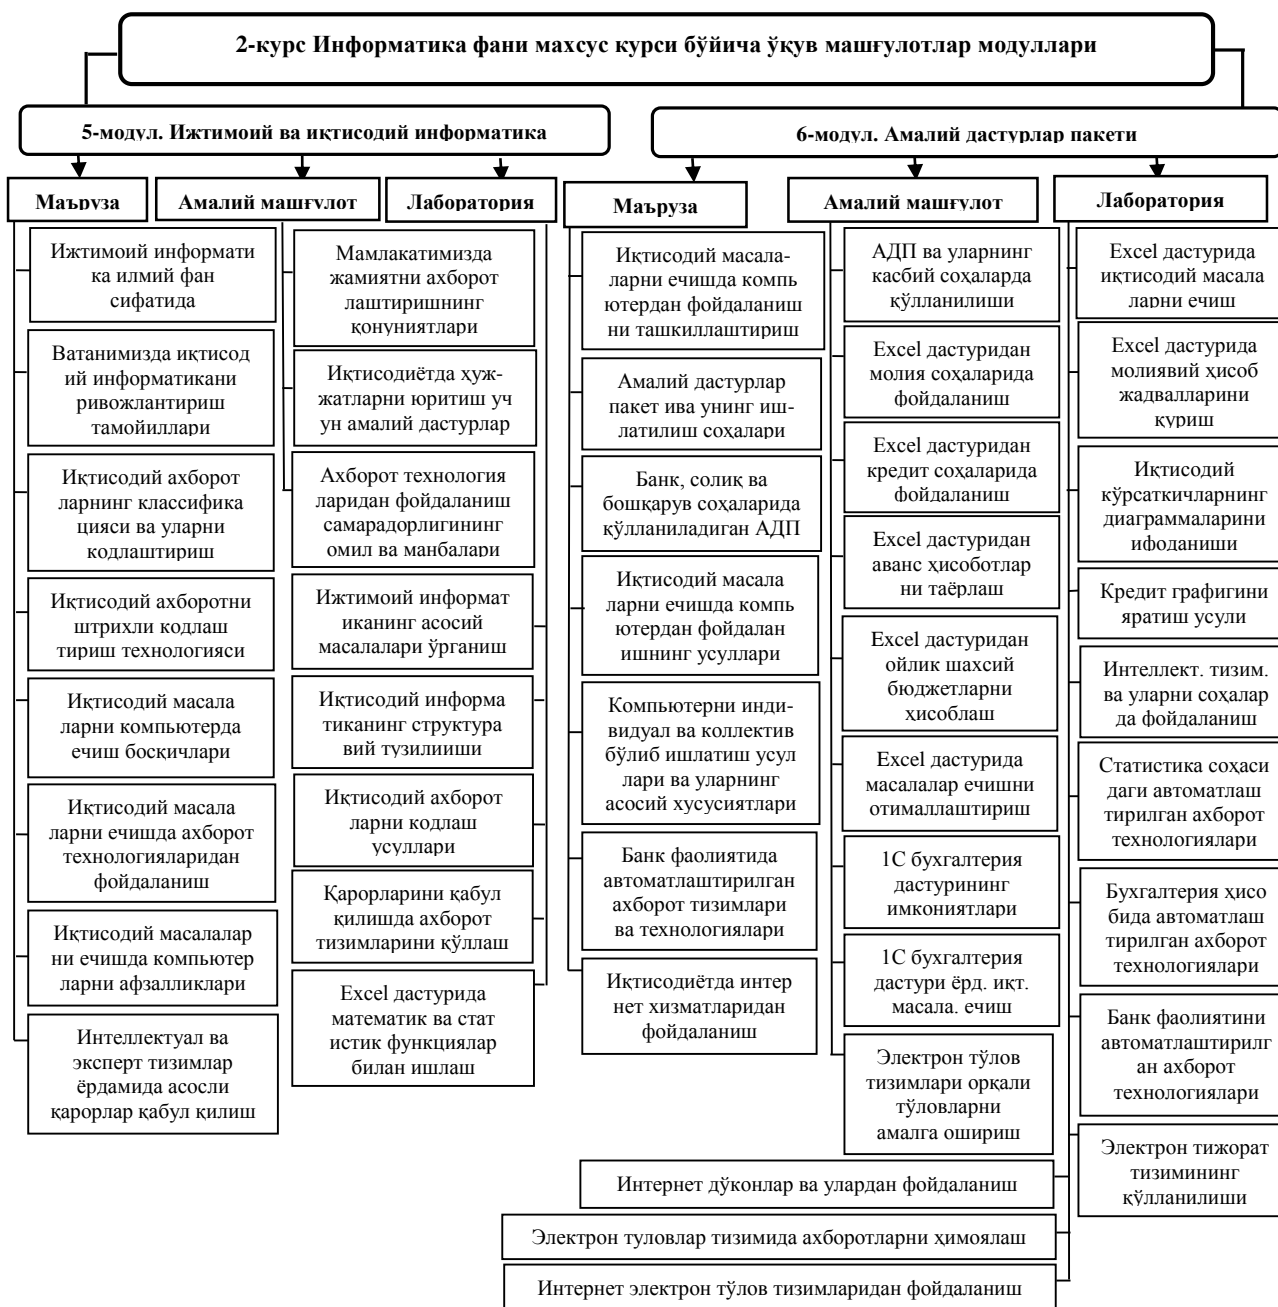 2-курс Информатика фани махсус курси бўйича ўқув машғулотлар модуллари
5-модул. Ижтимоий ва иқтисодий информатика
6-модул. Амалий дастурлар пакети
Маъруза
Амалий машғулот
Лаборатория
Маъруза
Амалий машғулот
Лаборатория
Ижтимоий информати
ка илмий фан
сифатида
Ватанимизда иқтисод
ий информатикани
ривожлантириш
тамойиллари
Иқтисодий ахборот
ларнинг классифика
цияси ва уларни
кодлаштириш
Иқтисодий ахборотни
штрихли кодлаш
тириш технологияси
Иқтисодий масала
ларни компьютерда
ечиш босқичлари
Иқтисодий масала
ларни ечишда ахборот
технологияларидан
фойдаланиш
Иқтисодий масалалар
ни ечишда компьютер
ларни афзалликлари
Интеллектуал ва
эксперт тизимлар
ёрдамида асосли
қарорлар қабул қилиш
Мамлакатимизда
жамиятни ахборот
лаштиришнинг
қонуниятлари
Иқтисодиётда ҳуж-
жатларни юритиш уч
ун амалий дастурлар
Ахборот технология
ларидан фойдаланиш
самарадорлигининг
омил ва манбалари
Ижтимоий информат
иканинг асосий
масалалари ўрганиш
Иқтисодий информа
тиканинг структура
вий тузилииши
Иқтисодий ахборот
ларни кодлаш
усуллари
Қарорларини қабул
қилишда ахборот
тизимларини қўллаш
Excel дастурида
математик ва стат
истик функциялар
билан ишлаш
Иқтисодий масала-
ларни ечишда компь
ютердан фойдаланиш
ни ташкиллаштириш
Амалий дастурлар
пакет ива унинг иш-
латилиш соҳалари
Банк, солиқ ва
бошқарув соҳаларида
қўлланиладиган АДП
Иқтисодий масала
ларни ечишда компь
ютердан фойдалан
ишнинг усуллари
Компьютерни инди-
видуал ва коллектив
бўлиб ишлатиш усул
лари ва уларнинг
асосий хусусиятлари
Банк фаолиятида
автоматлаштирилган
ахборот тизимлари
ва технологиялари
Иқтисодиётда интер
нет хизматларидан
фойдаланиш
АДП ва уларнинг
касбий соҳаларда
қўлланилиши
Excel дастуридан
молия соҳаларида
фойдаланиш
Excel дастуридан
кредит соҳаларида
фойдаланиш
Excel дастуридан
аванс ҳисоботлар
ни таёрлаш
Excel дастуридан
ойлик шахсий
бюджетларни
ҳисоблаш
Excel дастурида
масалалар ечишни
отималлаштириш
1С бухгалтерия
дастурининг
имкониятлари
1С бухгалтерия
дастури ёрд. иқт.
масала. ечиш
Электрон тўлов
тизимлари орқали
тўловларни
амалга ошириш
Excel дастурида
иқтисодий масала
ларни ечиш
Excel дастурида
молиявий ҳисоб
жадвалларини
қуриш
Иқтисодий
кўрсаткичларнинг
диаграммаларини
ифоданиши
Кредит графигини
яратиш усули
Интеллект. тизим.
ва уларни соҳалар
да фойдаланиш
Статистика соҳаси
даги автоматлаш
тирилган ахборот
технологиялари
Бухгалтерия ҳисо
бида автоматлаш
тирилган ахборот
технологиялари
Банк фаолиятини
автоматлаштирилг
ан ахборот
технологиялари
Электрон тижорат
тизимининг
қўлланилиши
Интернет дўконлар ва улардан фойдаланиш
Электрон туловлар тизимида ахборотларни ҳимоялаш
Интернет электрон тўлов тизимларидан фойдаланиш